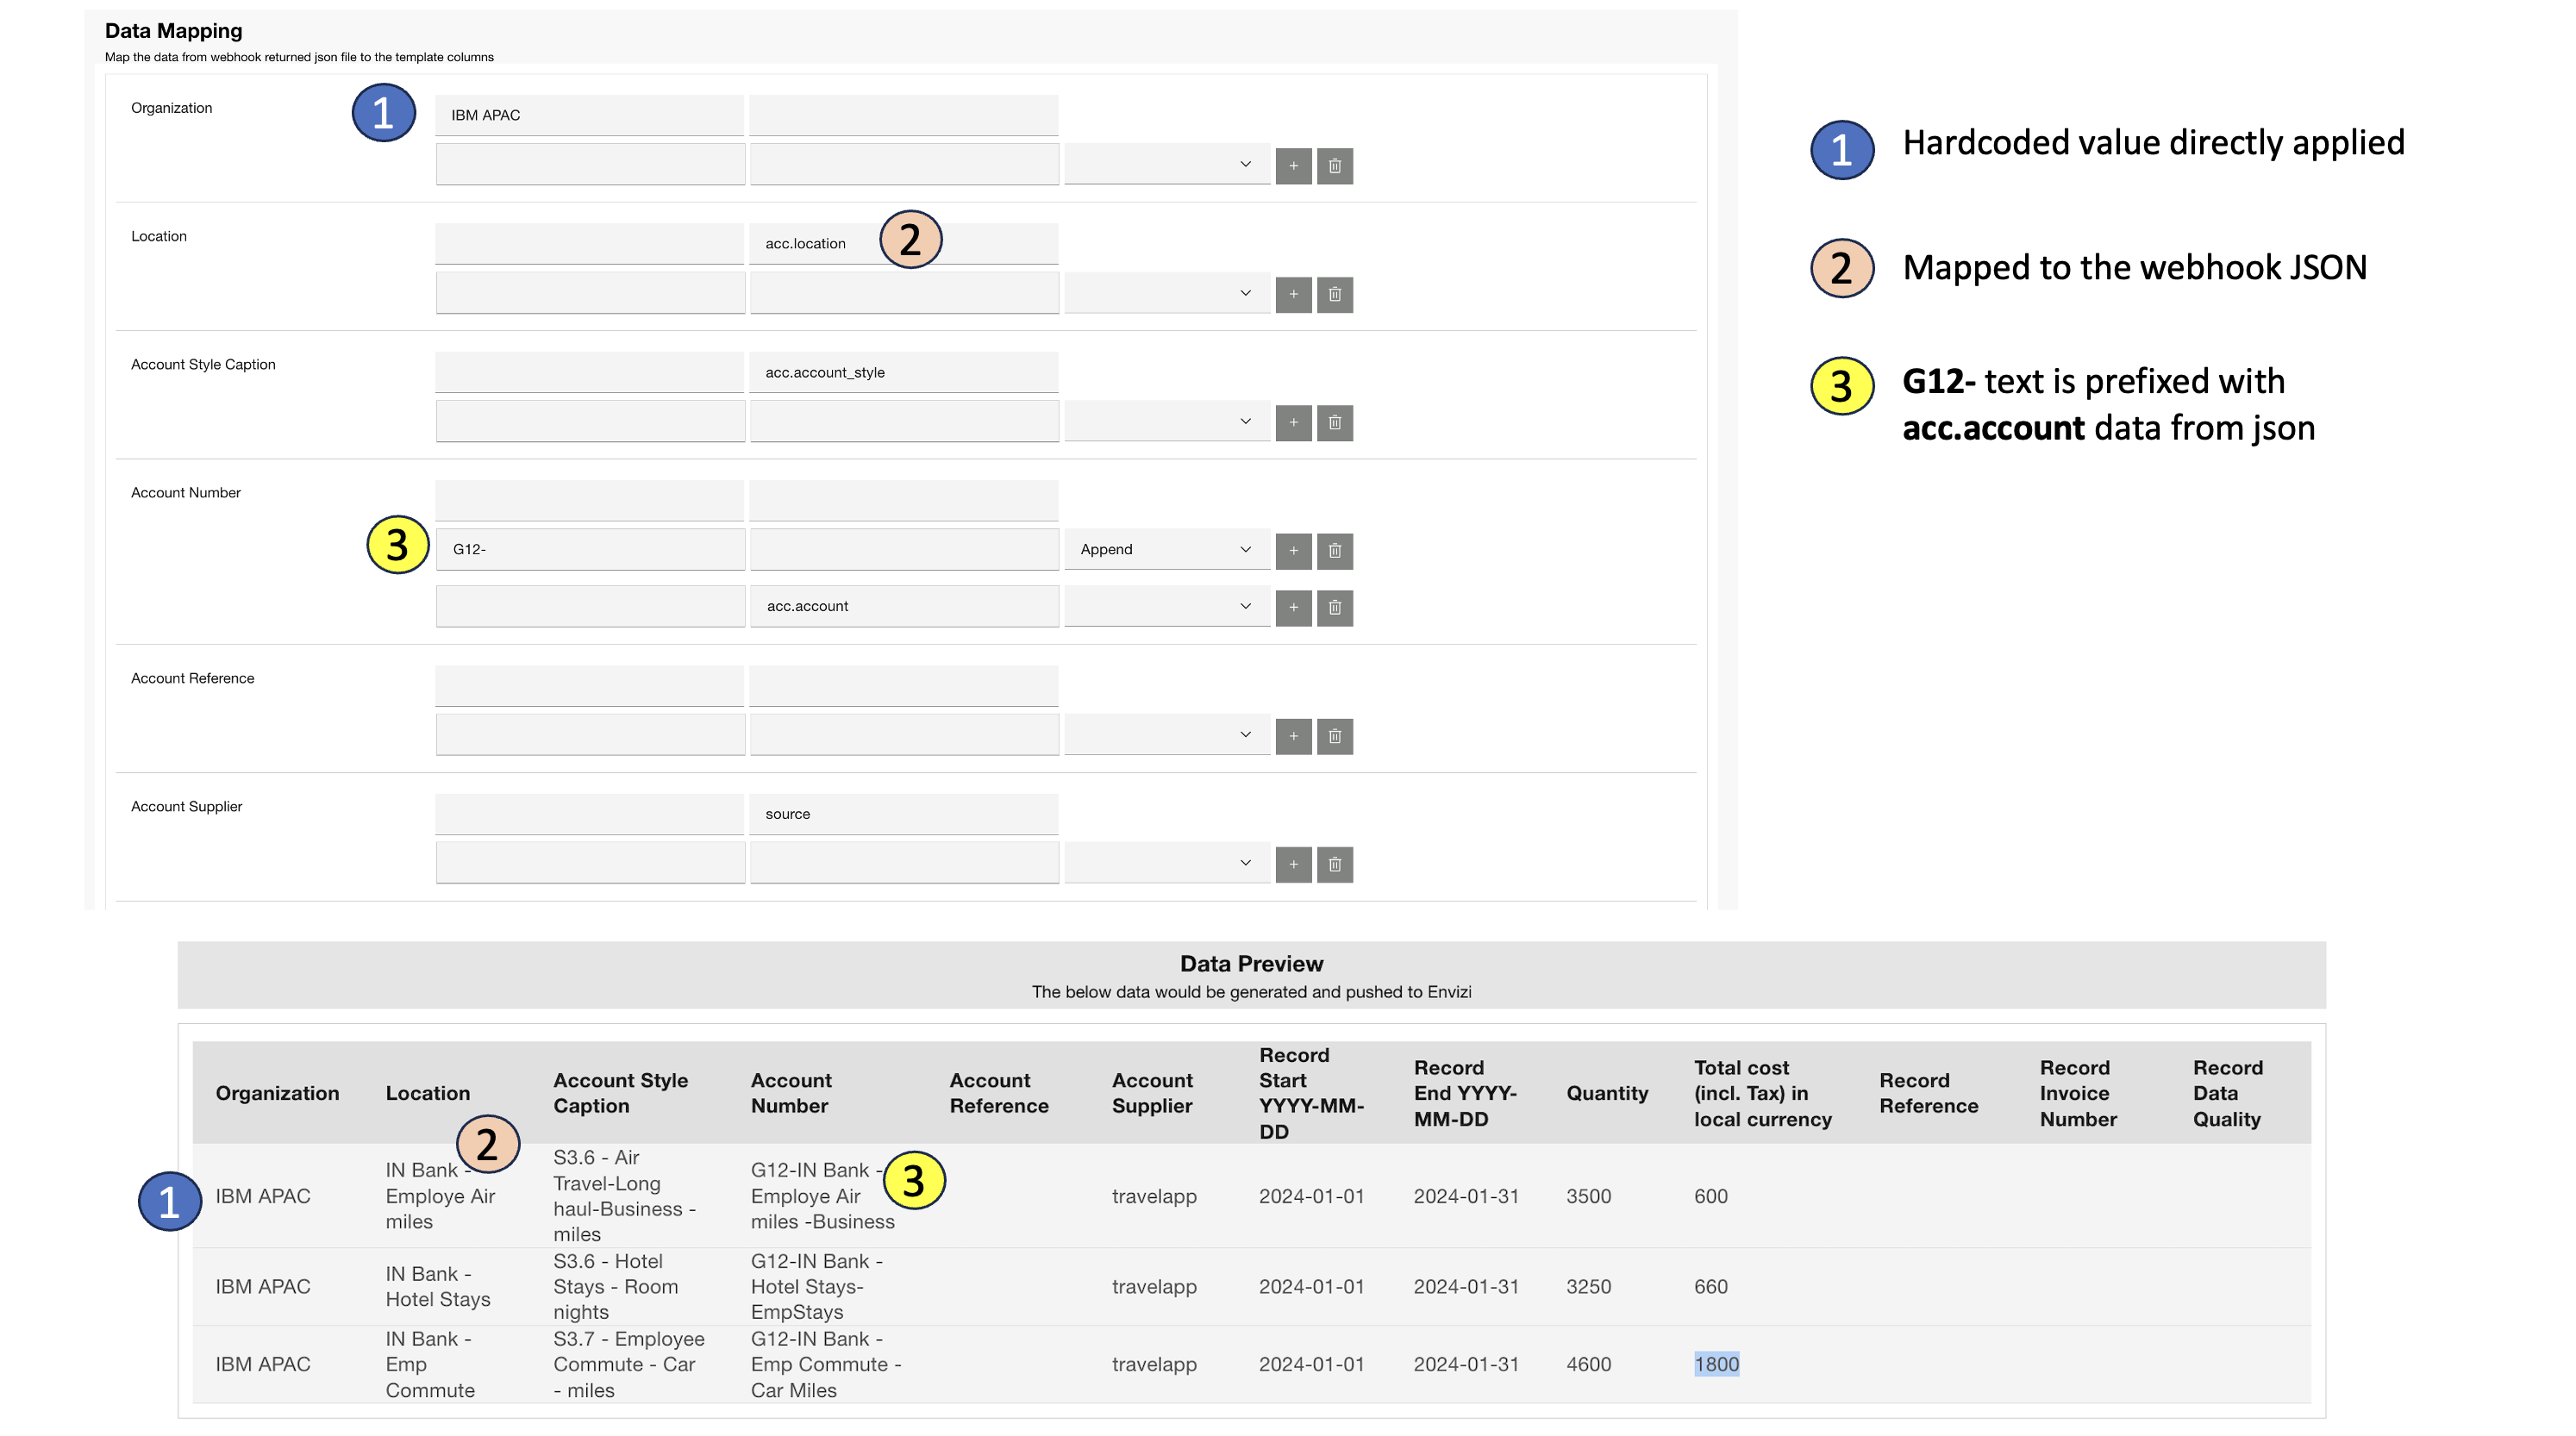 Data Mapping
Map the data from webhook returned json file to the template columns
Organization
1
IBM APAC
Location
acc.location
2
Account Style Caption
acc.account_style
Account Number
3
G12-
Append
acc.account
Account Reference
Account Supplier
source
1
Hardcoded value directly applied
2
Mapped to the webhook JSON
3
G12- text is prefixed with
acc.account data from json
Data Preview
The below data would be generated and pushed to Envizi
Organization
Location
Account Style
Caption
Account
Number
Account
Reference
Account
Supplier
Record
Start
YYYY-MM-
DD
Record
End YYYY-
MM-DD
Quantity
Total cost
(incl. Tax) in
local currency
Record
Reference
Record
Invoice
Number
Record
Data
Quality
1
IBM APAC
2
IN Bank -
Employe Air
miles
S3.6 - Air
Travel-Long
haul-Business -
miles
G12-IN Bank -
Employe Air
miles -Business
3
travelapp
2024-01-01
2024-01-31
3500
600
IBM APAC
IN Bank -
Hotel Stays
S3.6 - Hotel
Stays - Room
nights
G12-IN Bank -
Hotel Stays-
EmpStays
travelapp
2024-01-01
2024-01-31
3250
660
IBM APAC
IN Bank -
Emp
Commute
S3.7 - Employee
Commute - Car
- miles
G12-IN Bank -
Emp Commute -
Car Miles
travelapp
2024-01-01
2024-01-31
4600
1800